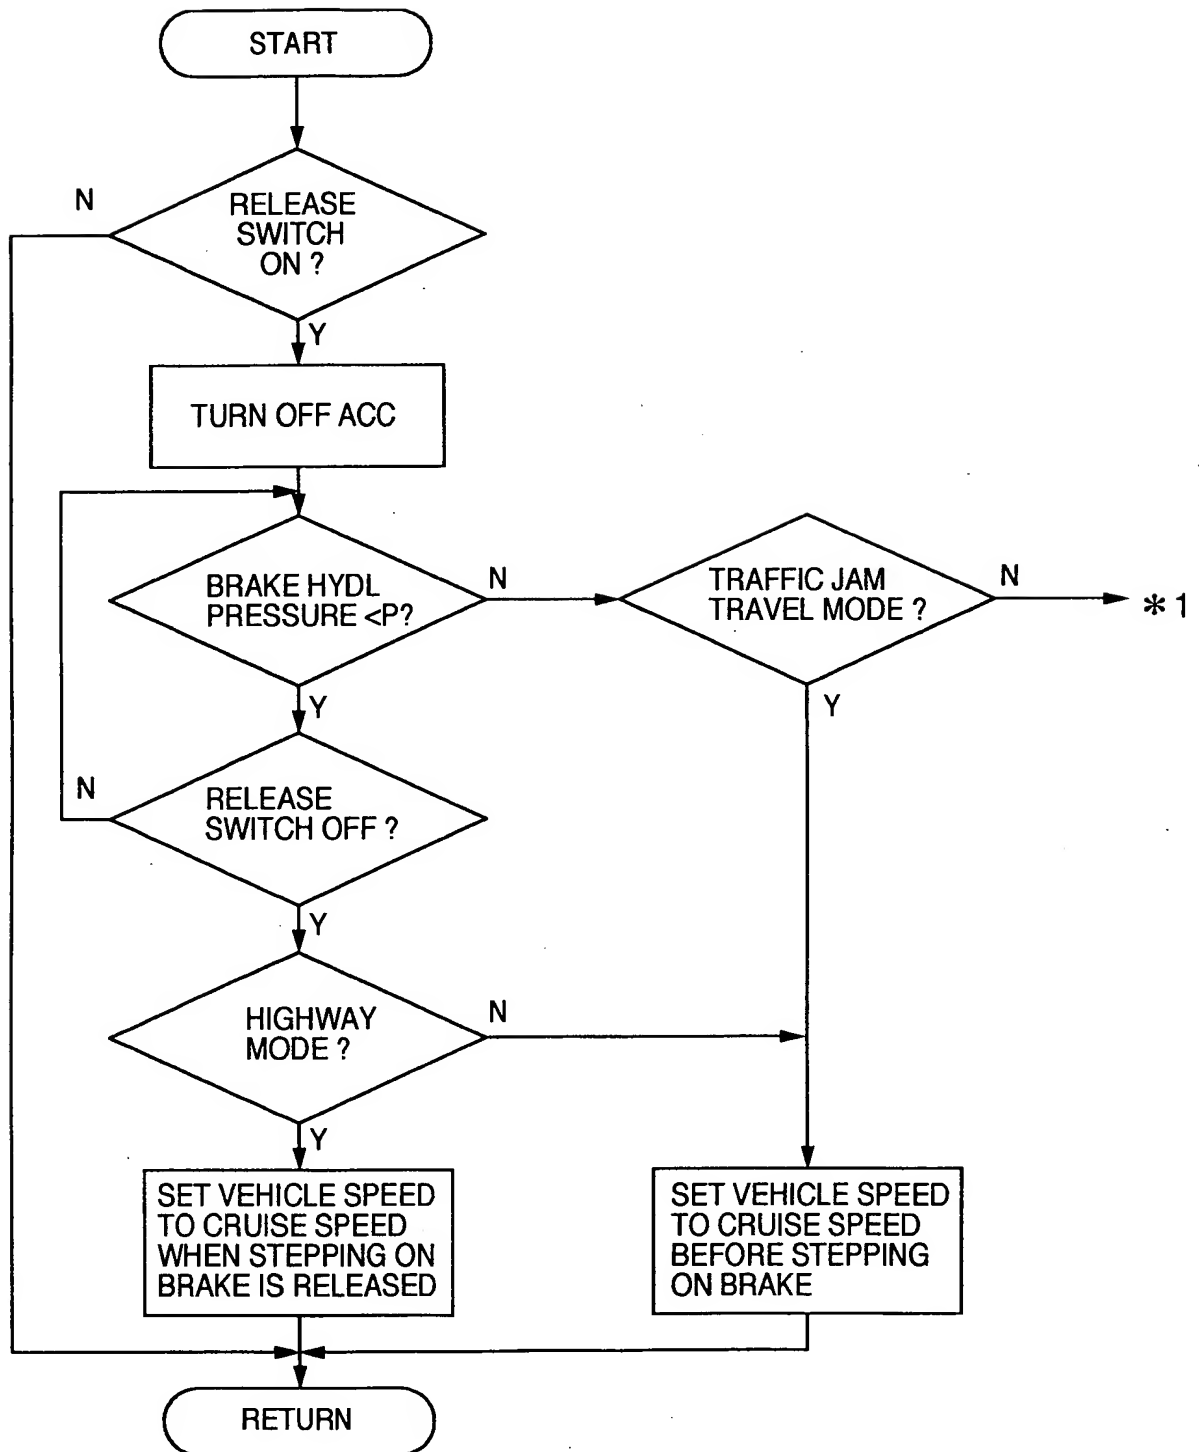 START
N
RELEASE
SWITCH
ON ?
Y
TURN OFF ACC
BRAKE HYDL
PRESSURE <P?
N
TRAFFIC JAM
TRAVEL MODE ?
N
*1
Y
Y
N
RELEASE
SWITCH OFF ?
Y
HIGHWAY
MODE ?
N
Y
SET VEHICLE SPEED
TO CRUISE SPEED
WHEN STEPPING ON
BRAKE IS RELEASED
SET VEHICLE SPEED
TO CRUISE SPEED
BEFORE STEPPING
ON BRAKE
RETURN